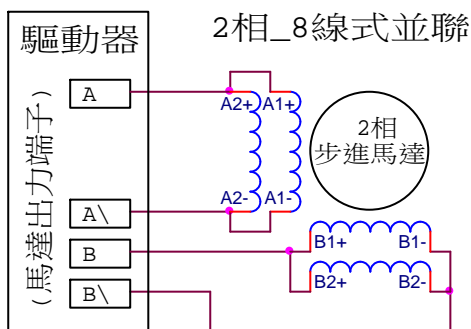 2相_8線式並聯
驅動器
(馬達出力端子)
A
A\
B
B\
A2+ A1+
A2- A1-
2相
步進馬達
B1+ B1-
B2+ B2-